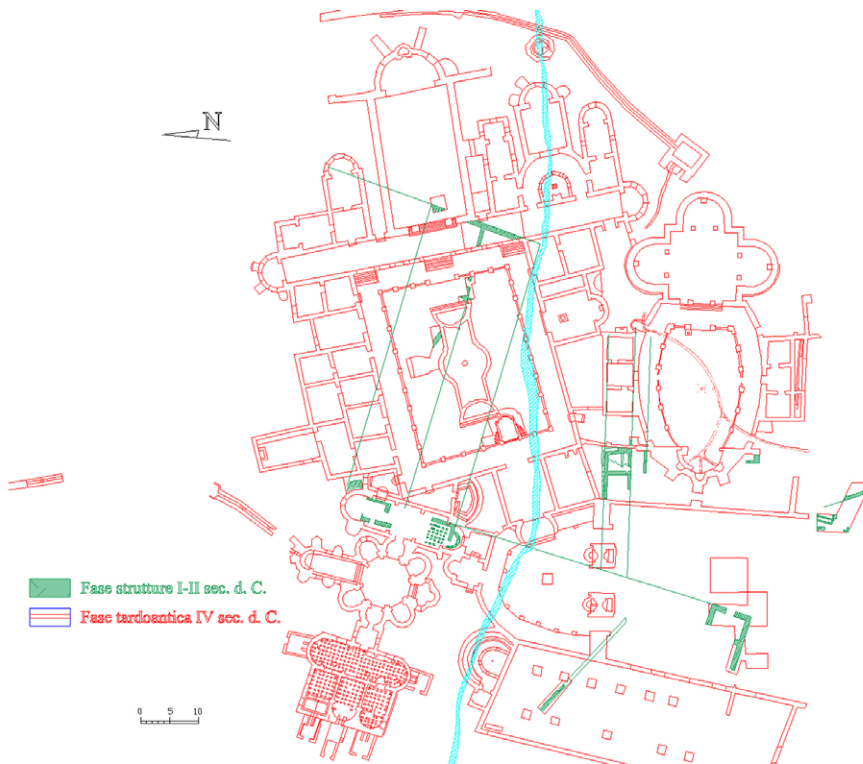 N
Fase strutture I-II sec. d. C.
Fase tardoantica IV sec. d. C.
0 5 10